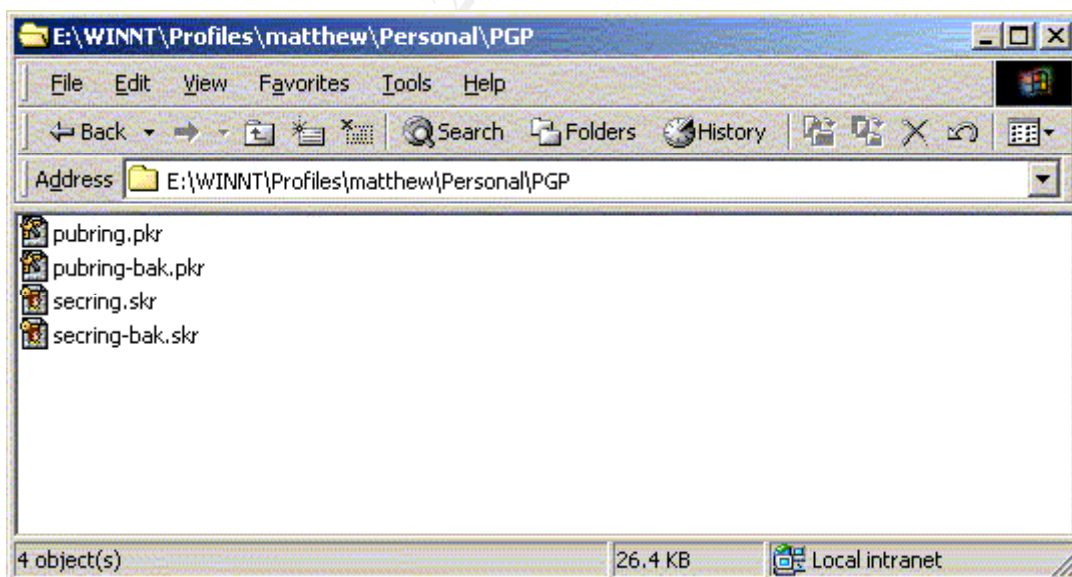 E:\WINNT\Profiles\matthew\Personal\PGP
File Edit View Favorites Tools Help
Back Search Folders History
Address E:\WINNT\Profiles\matthew\Personal\PGP
pubring.pkr
pubring-bak.pkr
secring.skr
secring-bak.skr
4 object(s) 26.4 KB Local intranet